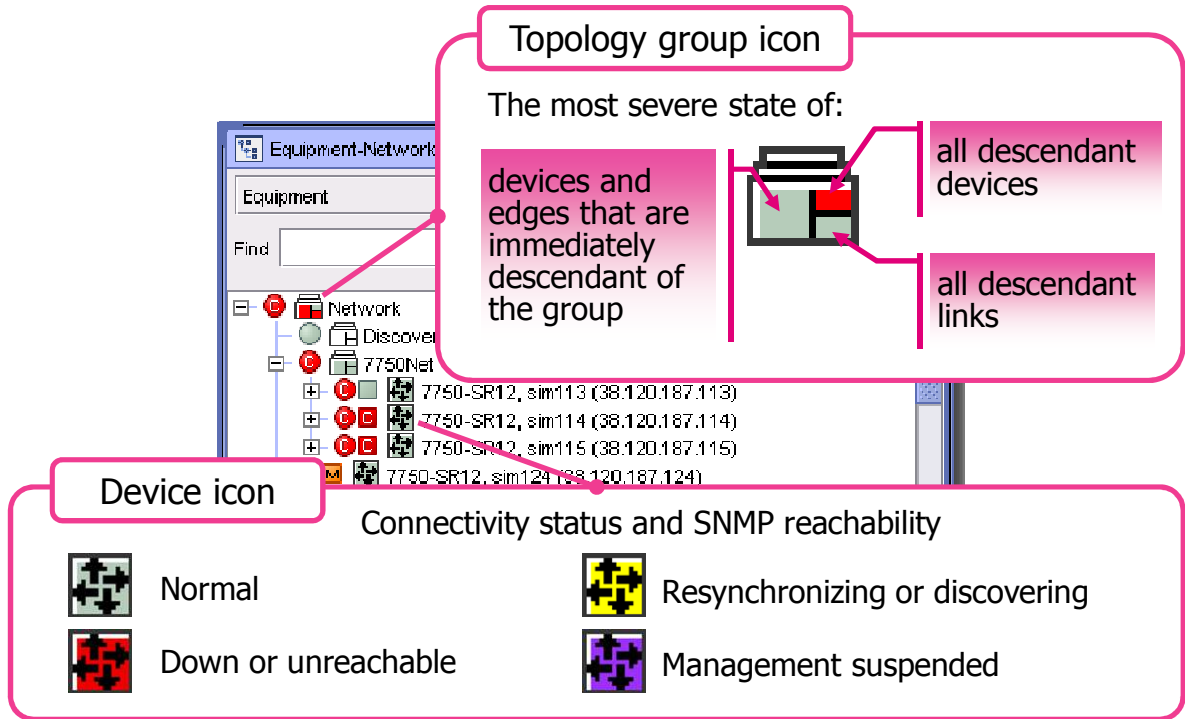 Topology group icon
The most severe state of:
devices and
edges that are
immediately
descendant of
the group
all descendant
devices
all descendant
links
Equipment-Network
Equipment
Find
C Network
Discover
C 7750Net
C 7750-SR12, sim113 (38.120.187.113)
C C 7750-SR12, sim114 (38.120.187.114)
C C 7750-SR12, sim115 (38.120.187.115)
M 7750-SR12, sim124 (38.120.187.124)
Device icon
Connectivity status and SNMP reachability
Normal
Resynchronizing or discovering
Down or unreachable
Management suspended